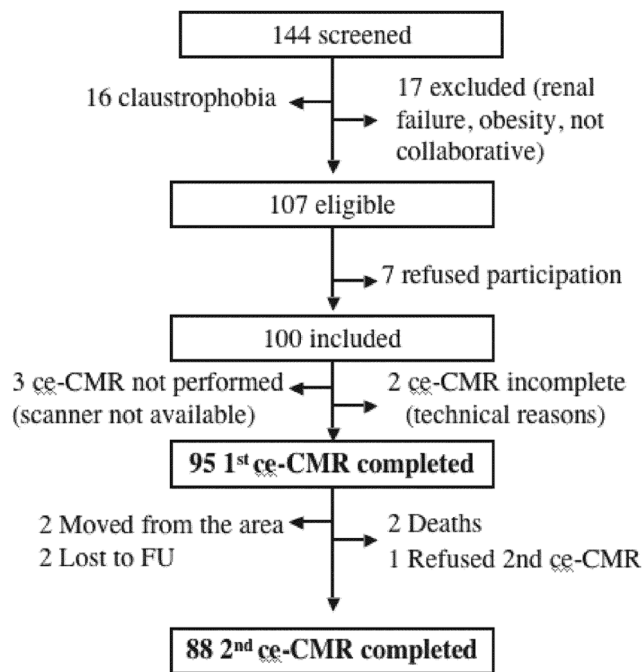 144 screened
16 claustrophobia
17 excluded (renal
failure, obesity, not
collaborative)
107 eligible
7 refused participation
100 included
3 ce-CMR not performed
(scanner not available)
2 ce-CMR incomplete
(technical reasons)
95 1st ce-CMR completed
2 Moved from the area
2 Lost to FU
2 Deaths
1 Refused 2nd ce-CMR
88 2nd ce-CMR completed